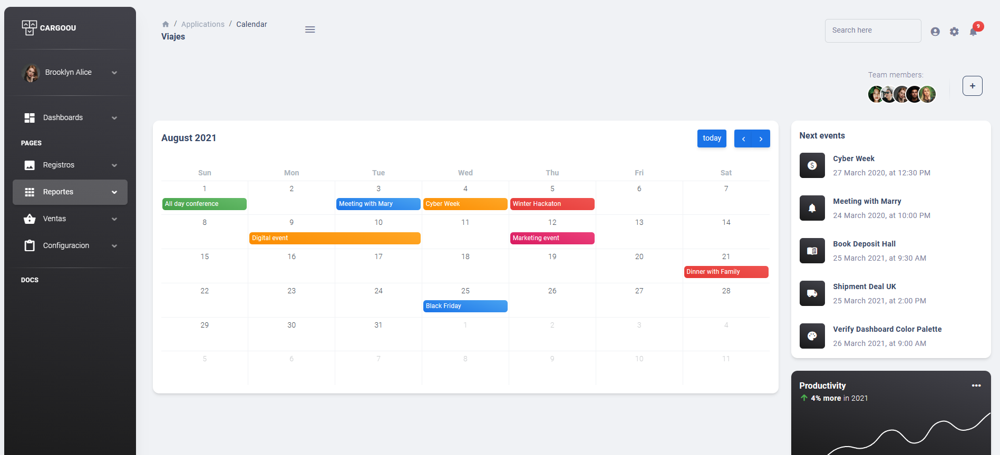 CARGOOU
Brooklyn Alice
Dashboards
PAGES
Registros
Reportes
Ventas
Configuracion
DOCS
/ Applications / Calendar
Viajes
Search here
9
Team members:
+
August 2021
today
Sun Mon Tue Wed Thu Fri Sat
1 2 3 4 5 6 7
All day conference Meeting with Mary Cyber Week Winter Hackaton
8 9 10 11 12 13 14
Digital event Marketing event
15 16 17 18 19 20 21
Dinner with Family
22 23 24 25 26 27 28
Black Friday
29 30 31 1 2 3 4
5 6 7 8 9 10 11
Next events
Cyber Week
27 March 2020, at 12:30 PM
Meeting with Marry
24 March 2020, at 10:00 PM
Book Deposit Hall
25 March 2021, at 9:30 AM
Shipment Deal UK
25 March 2021, at 2:00 PM
Verify Dashboard Color Palette
26 March 2021, at 9:00 AM
Productivity
4% more in 2021